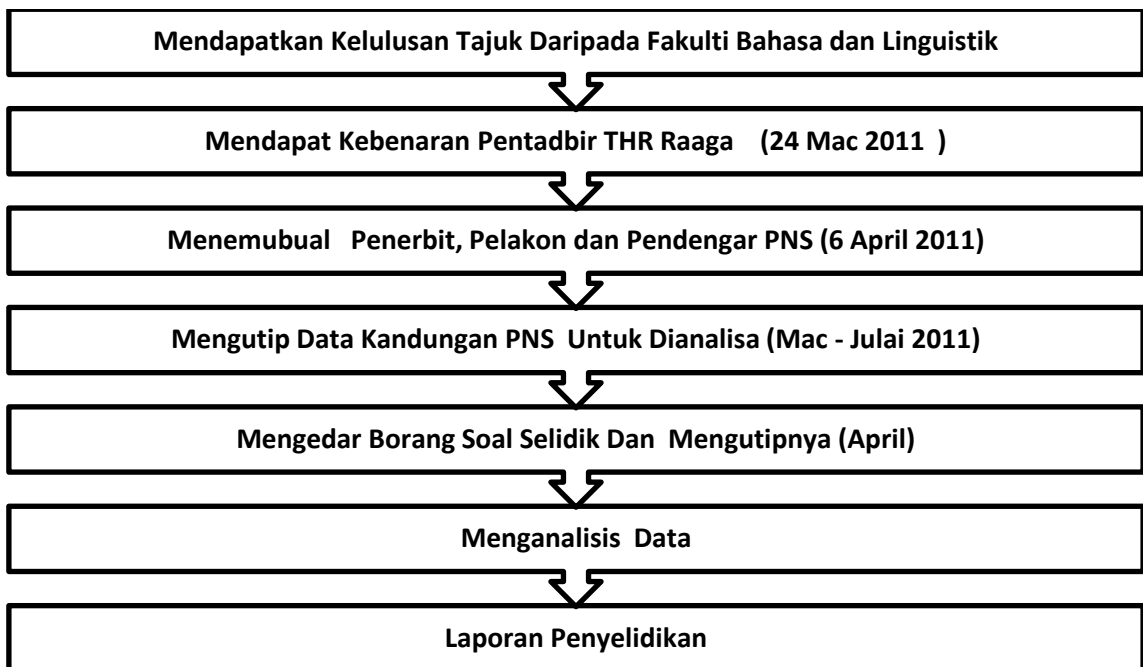 Mendapatkan Kelulusan Tajuk Daripada Fakulti Bahasa dan Linguistik
Mendapat Kebenaran Pentadbir THR Raaga (24 Mac 2011 )
Menemubual Penerbit, Pelakon dan Pendengar PNS (6 April 2011)
Mengutip Data Kandungan PNS Untuk Dianalisa (Mac - Julai 2011)
Mengedar Borang Soal Selidik Dan Mengutipnya (April)
Menganalisis Data
Laporan Penyelidikan